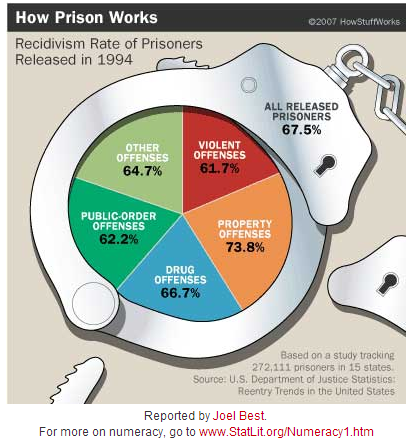 How Prison Works
©2007 HowStuffWorks
Recidivism Rate of Prisoners
Released in 1994
ALL RELEASED
PRISONERS
67.5%
OTHER
OFFENSES
64.7%
VIOLENT
OFFENSES
61.7%
PUBLIC-ORDER
OFFENSES
62.2%
PROPERTY
OFFENSES
73.8%
DRUG
OFFENSES
66.7%
Based on a study tracking
272,111 prisoners in 15 states.
Source: U.S. Department of Justice Statistics:
Reentry Trends in the United States
Reported by Joel Best.
For more on numeracy, go to www.StatLit.org/Numeracy1.htm